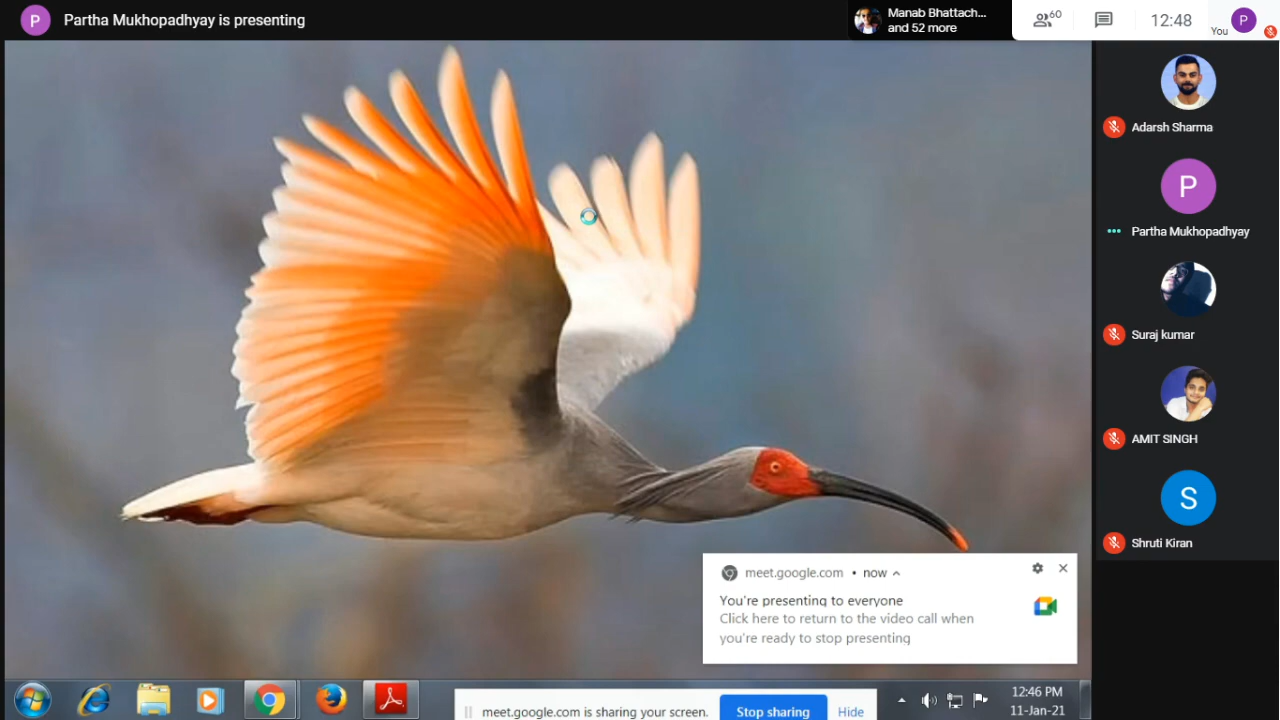 P
Partha Mukhopadhyay is presenting
Manab Bhattach...
and 52 more
60
12:48
You
P
Adarsh Sharma
P
Partha Mukhopadhyay
Suraj kumar
AMIT SINGH
S
Shruti Kiran
meet.google.com • now
You're presenting to everyone
Click here to return to the video call when
you're ready to stop presenting
meet.google.com is sharing your screen.
Stop sharing
Hide
12:46 PM
11-Jan-21